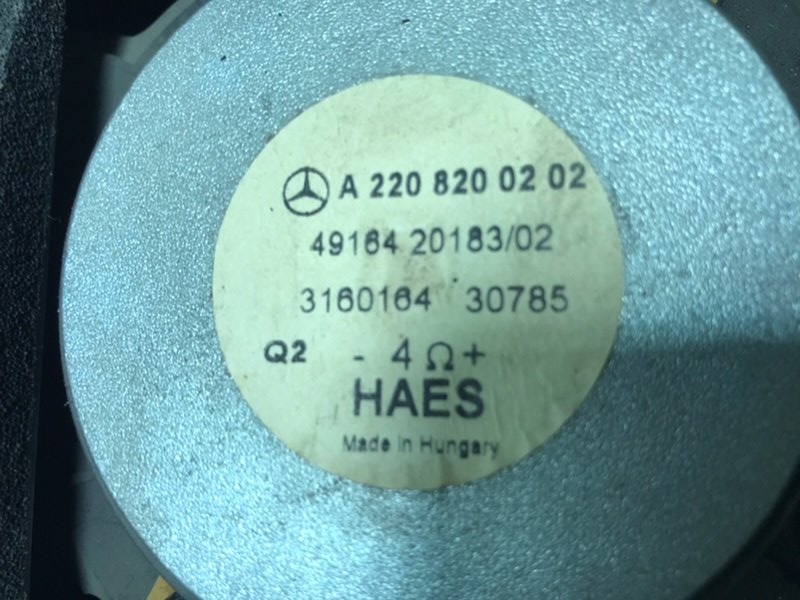 A 220 820 02 02
49164 20183/02
3160164 30785
Q2 - 4 Ω +
HAES
Made in Hungary